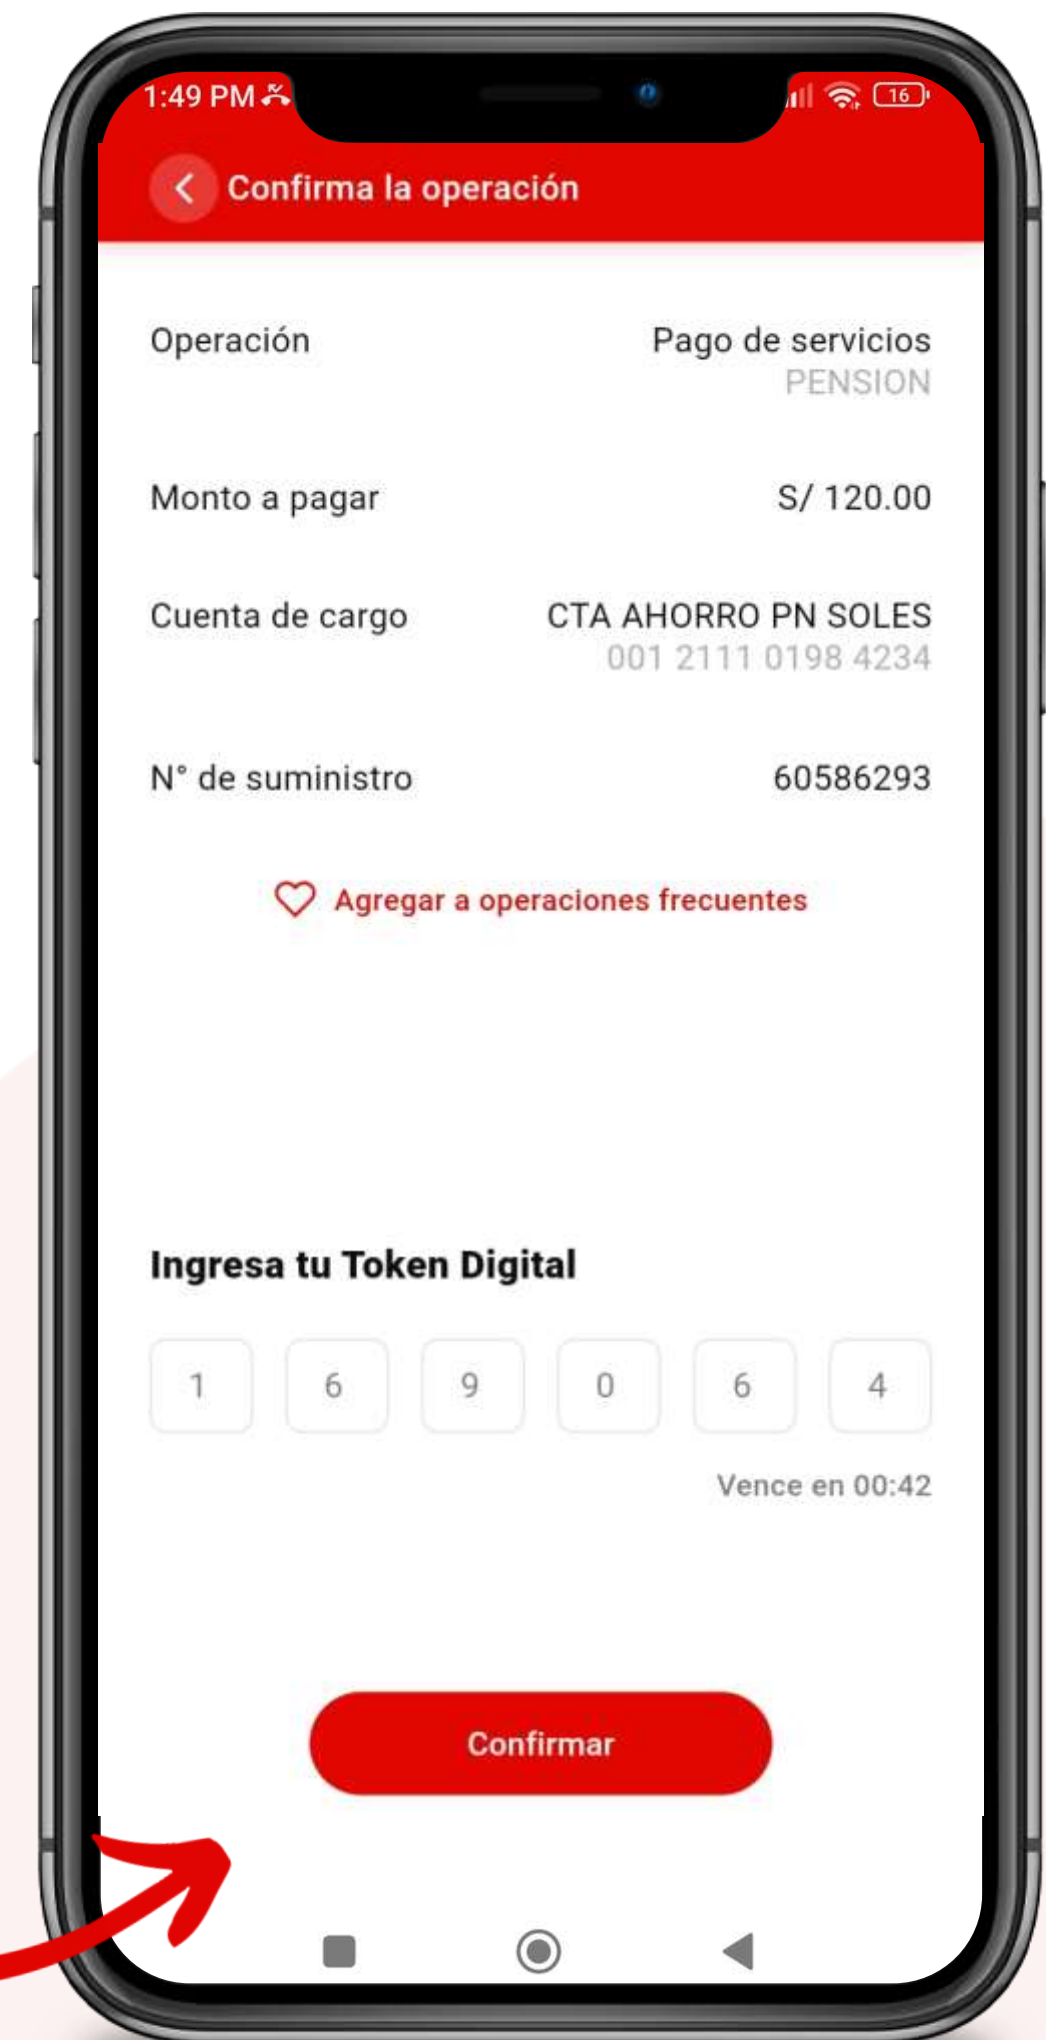 1:49 PM
16
Confirma la operación
Operación
Pago de servicios
PENSION
Monto a pagar
S/ 120.00
Cuenta de cargo
CTA AHORRO PN SOLES
001 2111 0198 4234
N° de suministro
60586293
Agregar a operaciones frecuentes
Ingresa tu Token Digital
1 6 9 0 6 4
Vence en 00:42
Confirmar